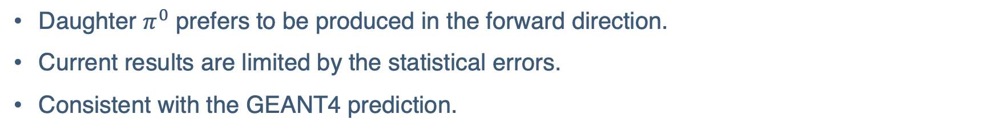 • Daughter π⁰ prefers to be produced in the forward direction.
• Current results are limited by the statistical errors.
• Consistent with the GEANT4 prediction.